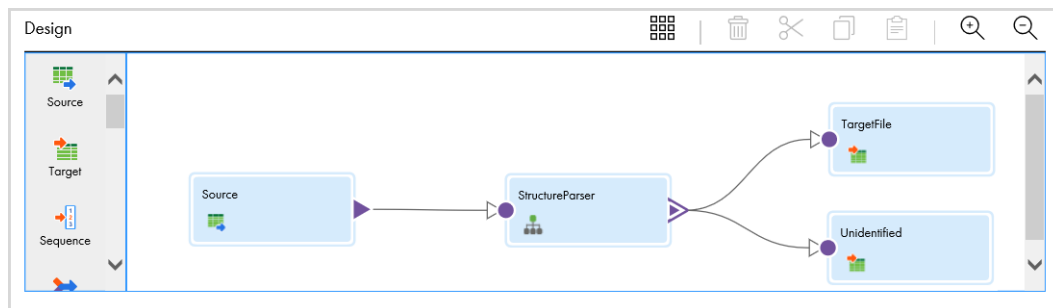 Design
Source
Target
Sequence
Source
StructureParser
TargetFile
Unidentified